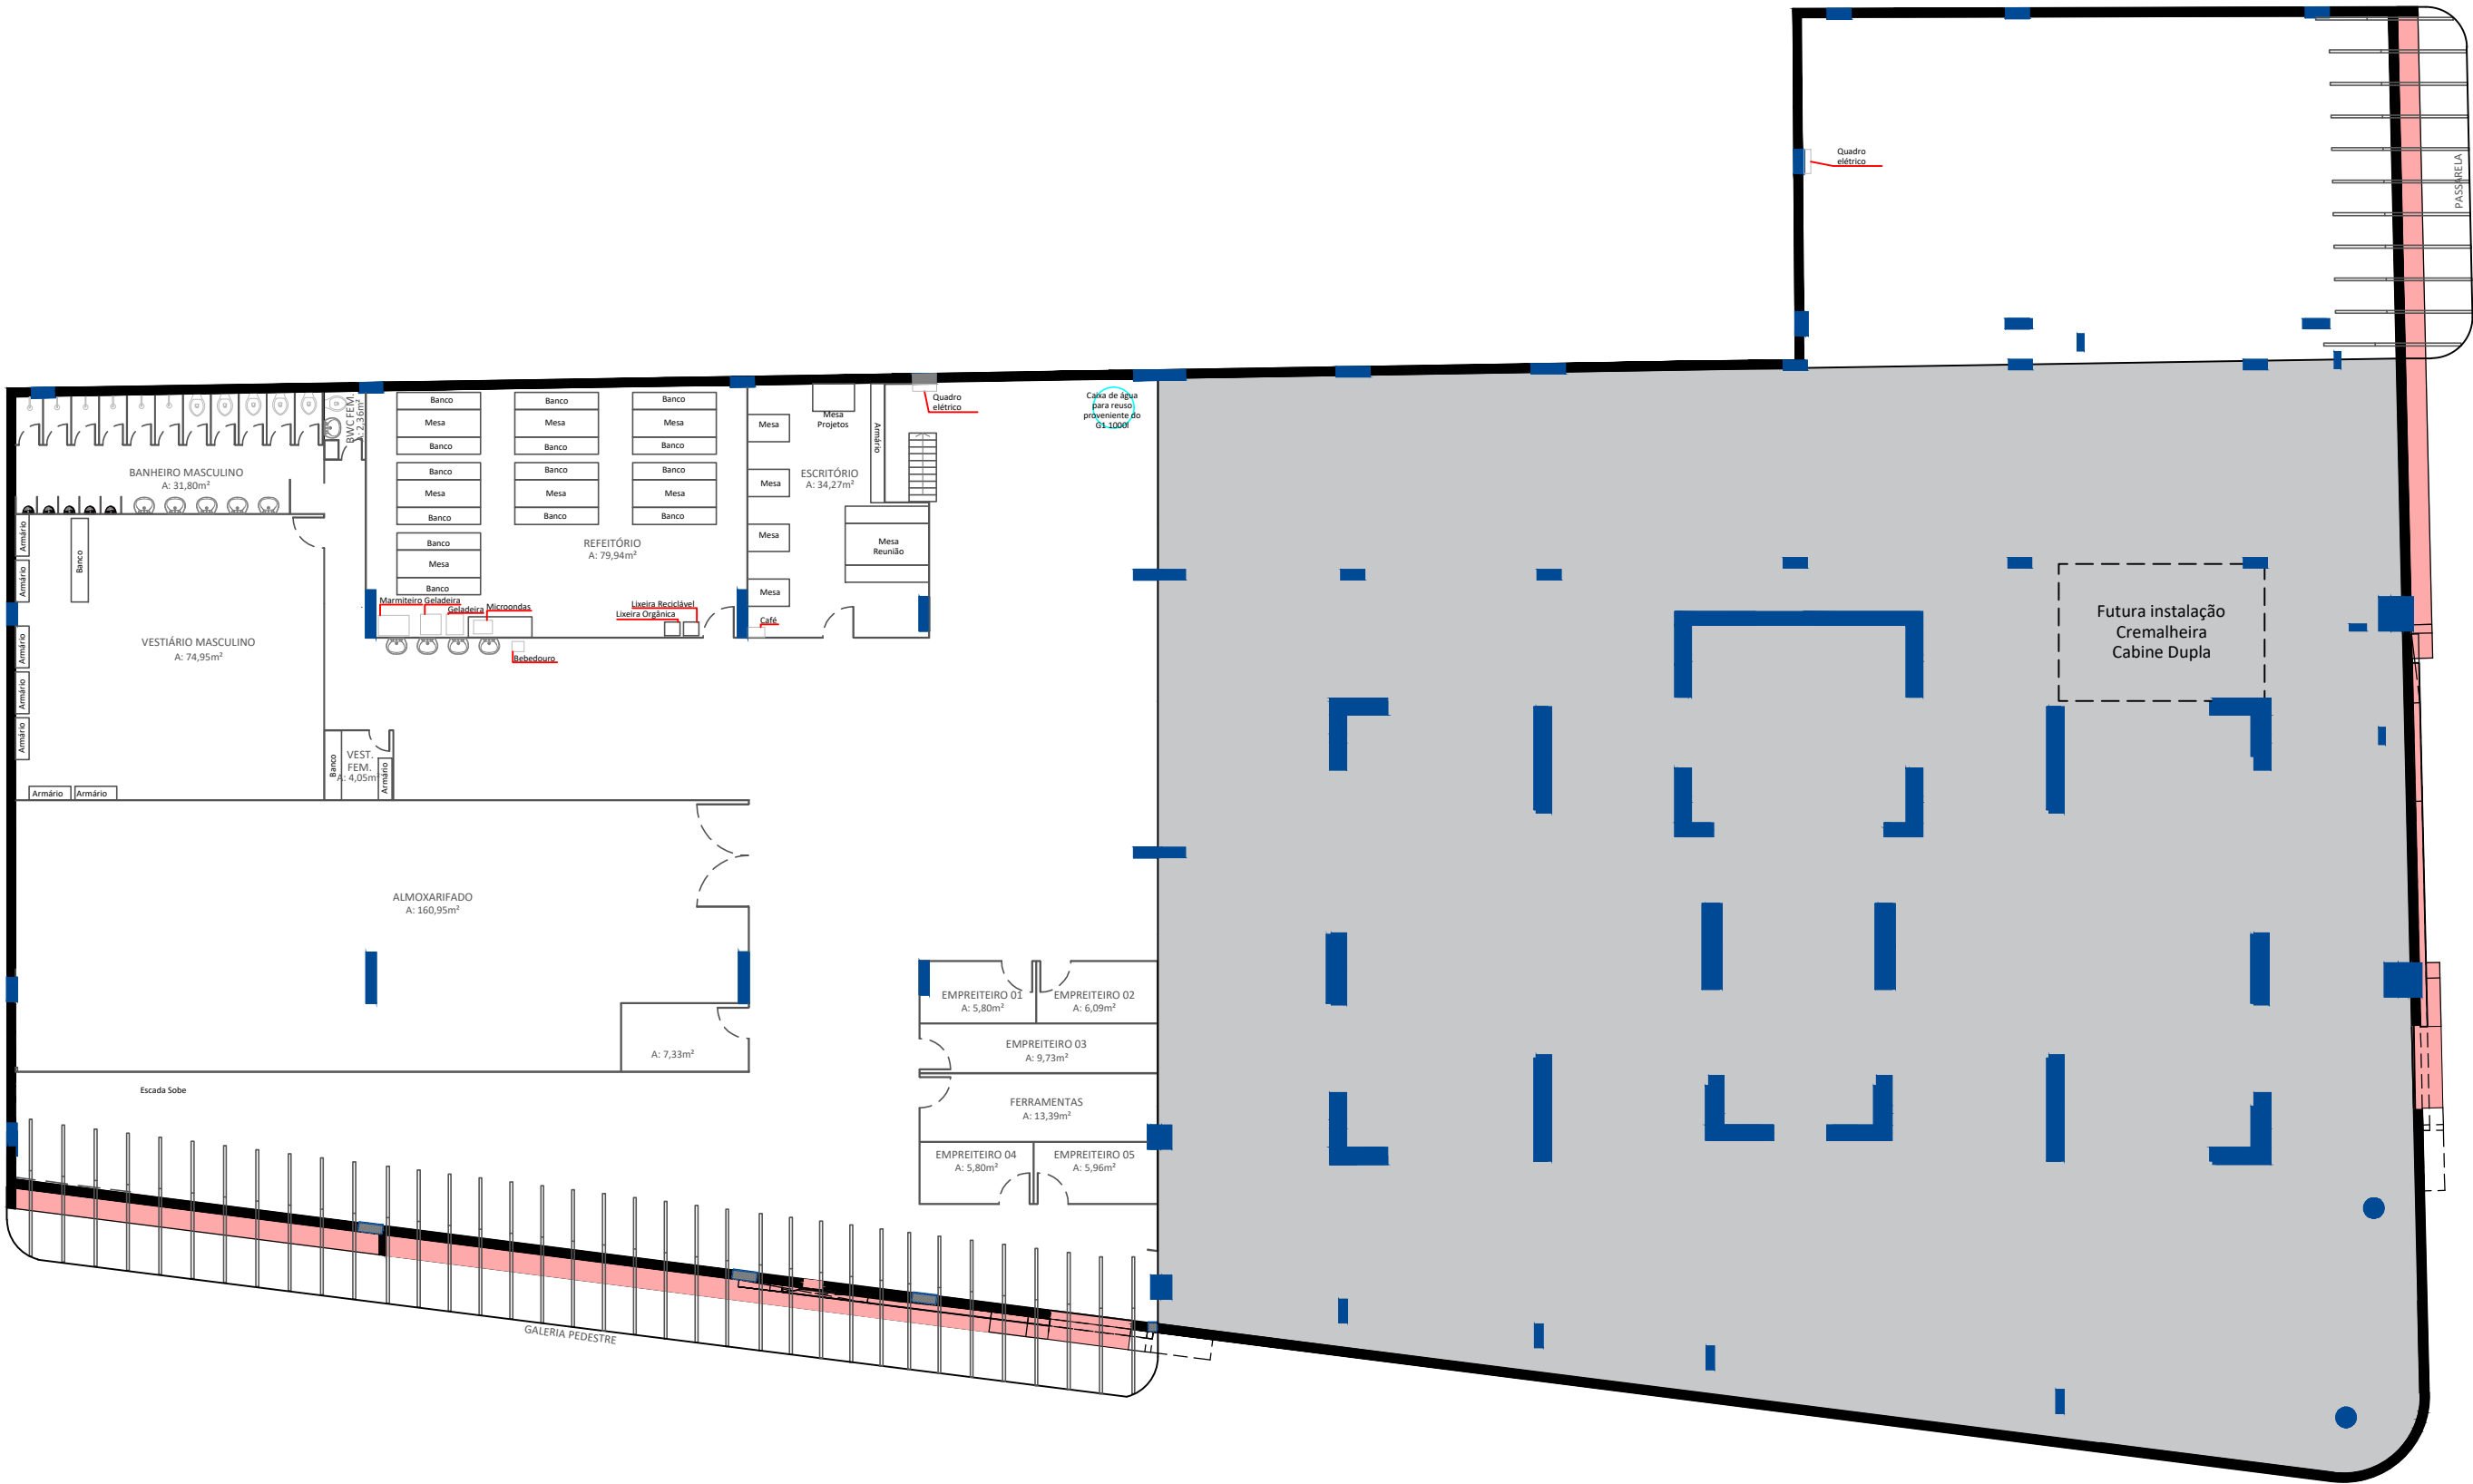 Quadro
elétrico
PASSARELA
BANHEIRO MASCULINO
A: 31,80m²
BWC FEM.
A: 2,36m²
Banco
Mesa
Banco
Banco
Mesa
Banco
Banco
Mesa
Banco
Banco
Mesa
Banco
Banco
Mesa
Banco
Banco
Mesa
Banco
Banco
Mesa
Banco
REFEITÓRIO
A: 79,94m²
Marmiteiro
Geladeira
Geladeira
Microondas
Bebedouro
Lixeira Reciclável
Lixeira Orgânica
Café
Mesa
Mesa
Mesa
Mesa
Mesa
Projetos
ESCRITÓRIO
A: 34,27m²
Armário
Mesa
Reunião
Quadro
elétrico
Caixa de água
para reuso
proveniente do
G1 1000l
Armário
Armário
Armário
Armário
Armário
Banco
VESTIÁRIO MASCULINO
A: 74,95m²
Armário
Armário
VEST.
FEM.
A: 4,05m²
Banco
Armário
ALMOXARIFADO
A: 160,95m²
A: 7,33m²
Escada Sobe
EMPREITEIRO 01
A: 5,80m²
EMPREITEIRO 02
A: 6,09m²
EMPREITEIRO 03
A: 9,73m²
FERRAMENTAS
A: 13,39m²
EMPREITEIRO 04
A: 5,80m²
EMPREITEIRO 05
A: 5,96m²
GALERIA PEDESTRE
Futura instalação
Cremalheira
Cabine Dupla